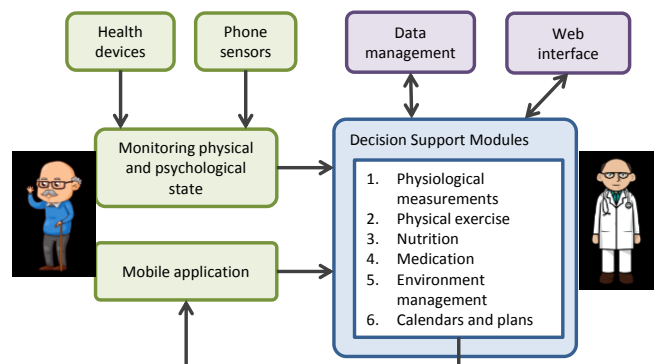 Health
devices
Phone
sensors
Data
management
Web
interface
Monitoring physical
and psychological
state
Mobile application
Decision Support Modules
1. Physiological
measurements
2. Physical exercise
3. Nutrition
4. Medication
5. Environment
management
6. Calendars and plans